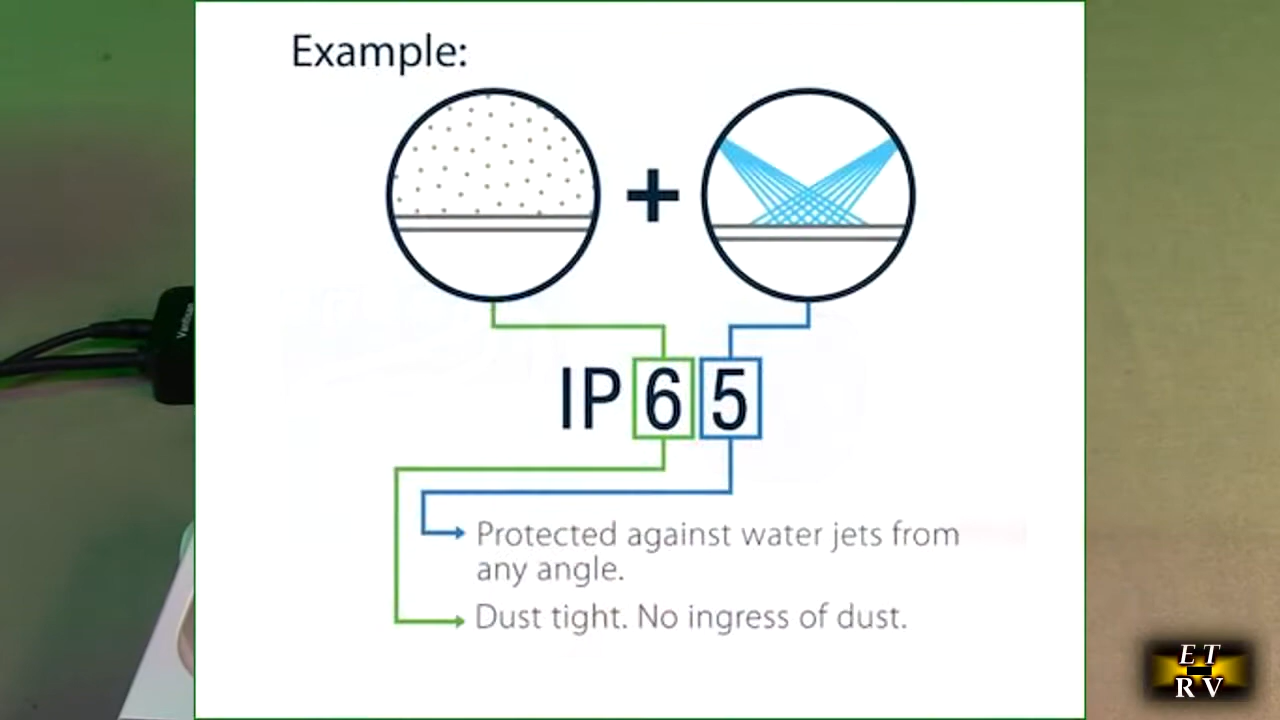 Example:
+
IP 6 5
Protected against water jets from
any angle.
Dust tight. No ingress of dust.
E T
R V